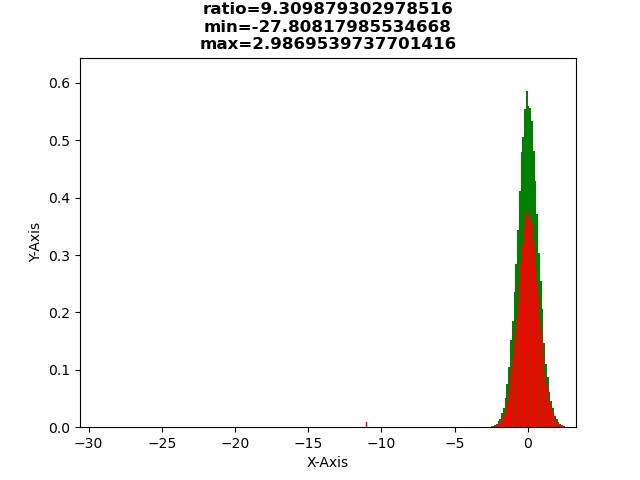 ratio=9.309879302978516
min=-27.80817985534668
max=2.9869539737701416
0.6
0.5
0.4
0.3
0.2
0.1
0.0
Y-Axis
−30 −25 −20 −15 −10 −5 0
X-Axis